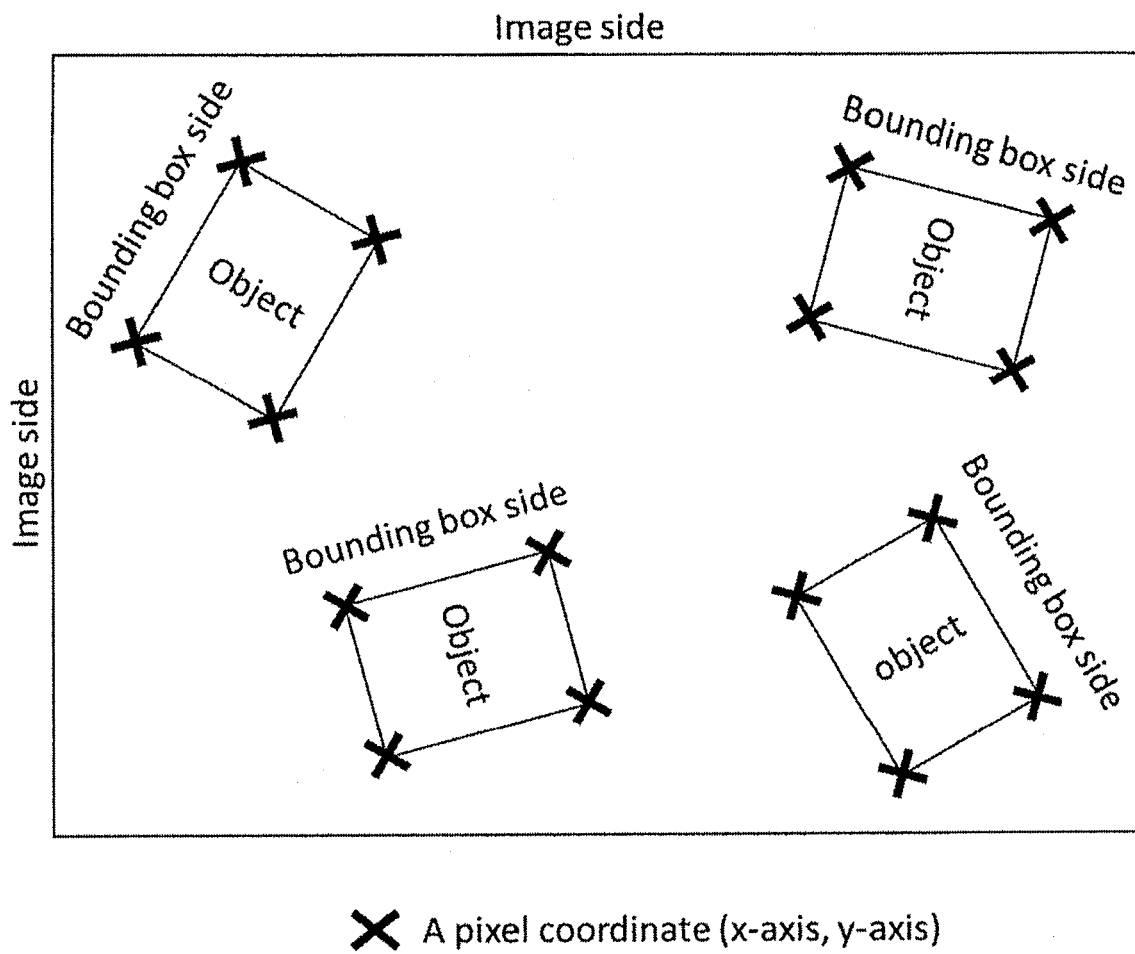 Image side
Bounding box side
Object
Bounding box side
Object
Image side
Bounding box side
Object
Bounding box side
object
A pixel coordinate (x-axis, y-axis)